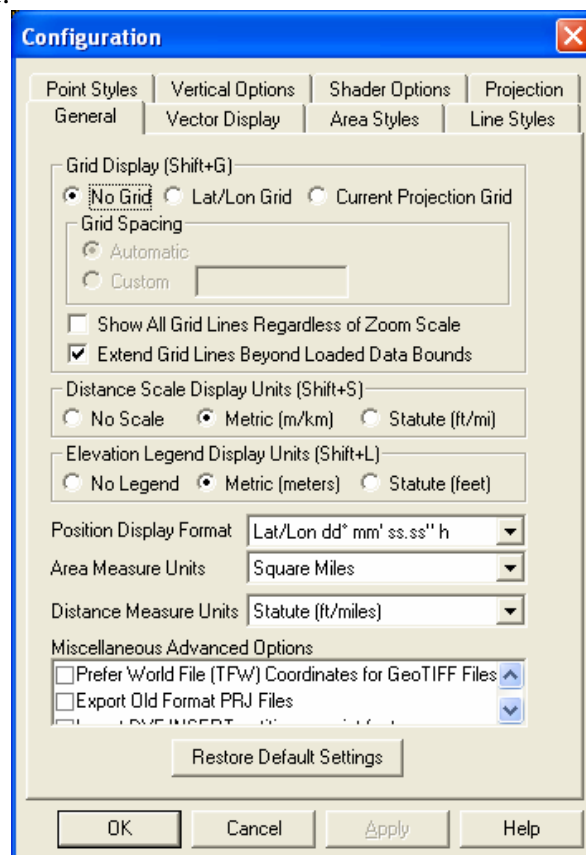 Configuration
Point Styles Vertical Options Shader Options Projection
General Vector Display Area Styles Line Styles
Grid Display (Shift+G)
No Grid Lat/Lon Grid Current Projection Grid
Grid Spacing
Automatic
Custom
Show All Grid Lines Regardless of Zoom Scale
Extend Grid Lines Beyond Loaded Data Bounds
Distance Scale Display Units (Shift+S)
No Scale Metric (m/km) Statute (ft/mi)
Elevation Legend Display Units (Shift+L)
No Legend Metric (meters) Statute (feet)
Position Display Format Lat/Lon dd° mm' ss.ss'' h
Area Measure Units Square Miles
Distance Measure Units Statute (ft/miles)
Miscellaneous Advanced Options
Prefer World File (TFW) Coordinates for GeoTIFF Files
Export Old Format PRJ Files
Restore Default Settings
OK Cancel Apply Help